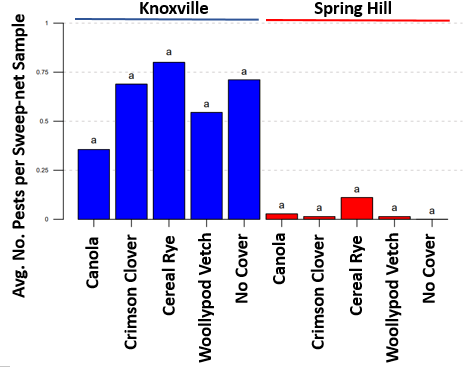 Knoxville
Spring Hill
Avg. No. Pests per Sweep-net Sample
1
0.75
0.5
0.25
0
a
a
a
a
a
a
a
a
a
a
Canola
Crimson Clover
Cereal Rye
Woollypod Vetch
No Cover
Canola
Crimson Clover
Cereal Rye
Woollypod Vetch
No Cover